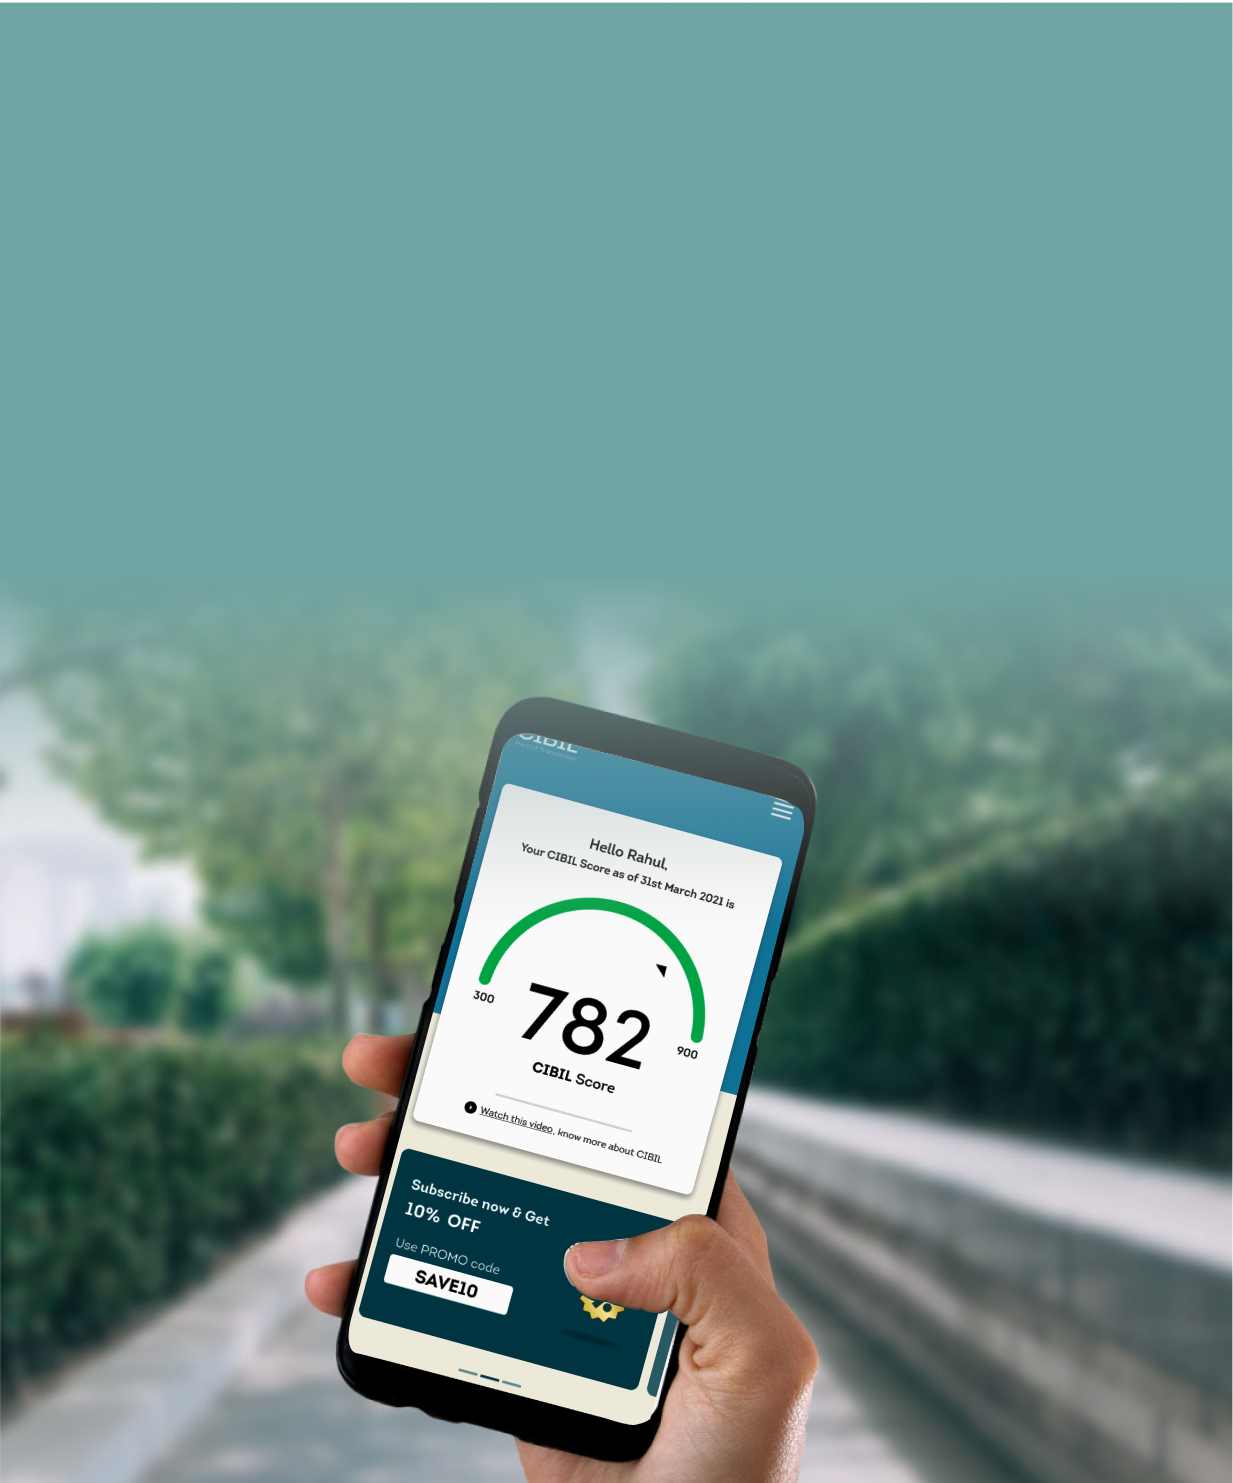 CIBIL
Hello Rahul,
Your CIBIL Score as of 31st March 2021 is
300
900
782
CIBIL Score
Watch this video, know more about CIBIL
Subscribe now & Get
10% OFF
Use PROMO code
SAVE10